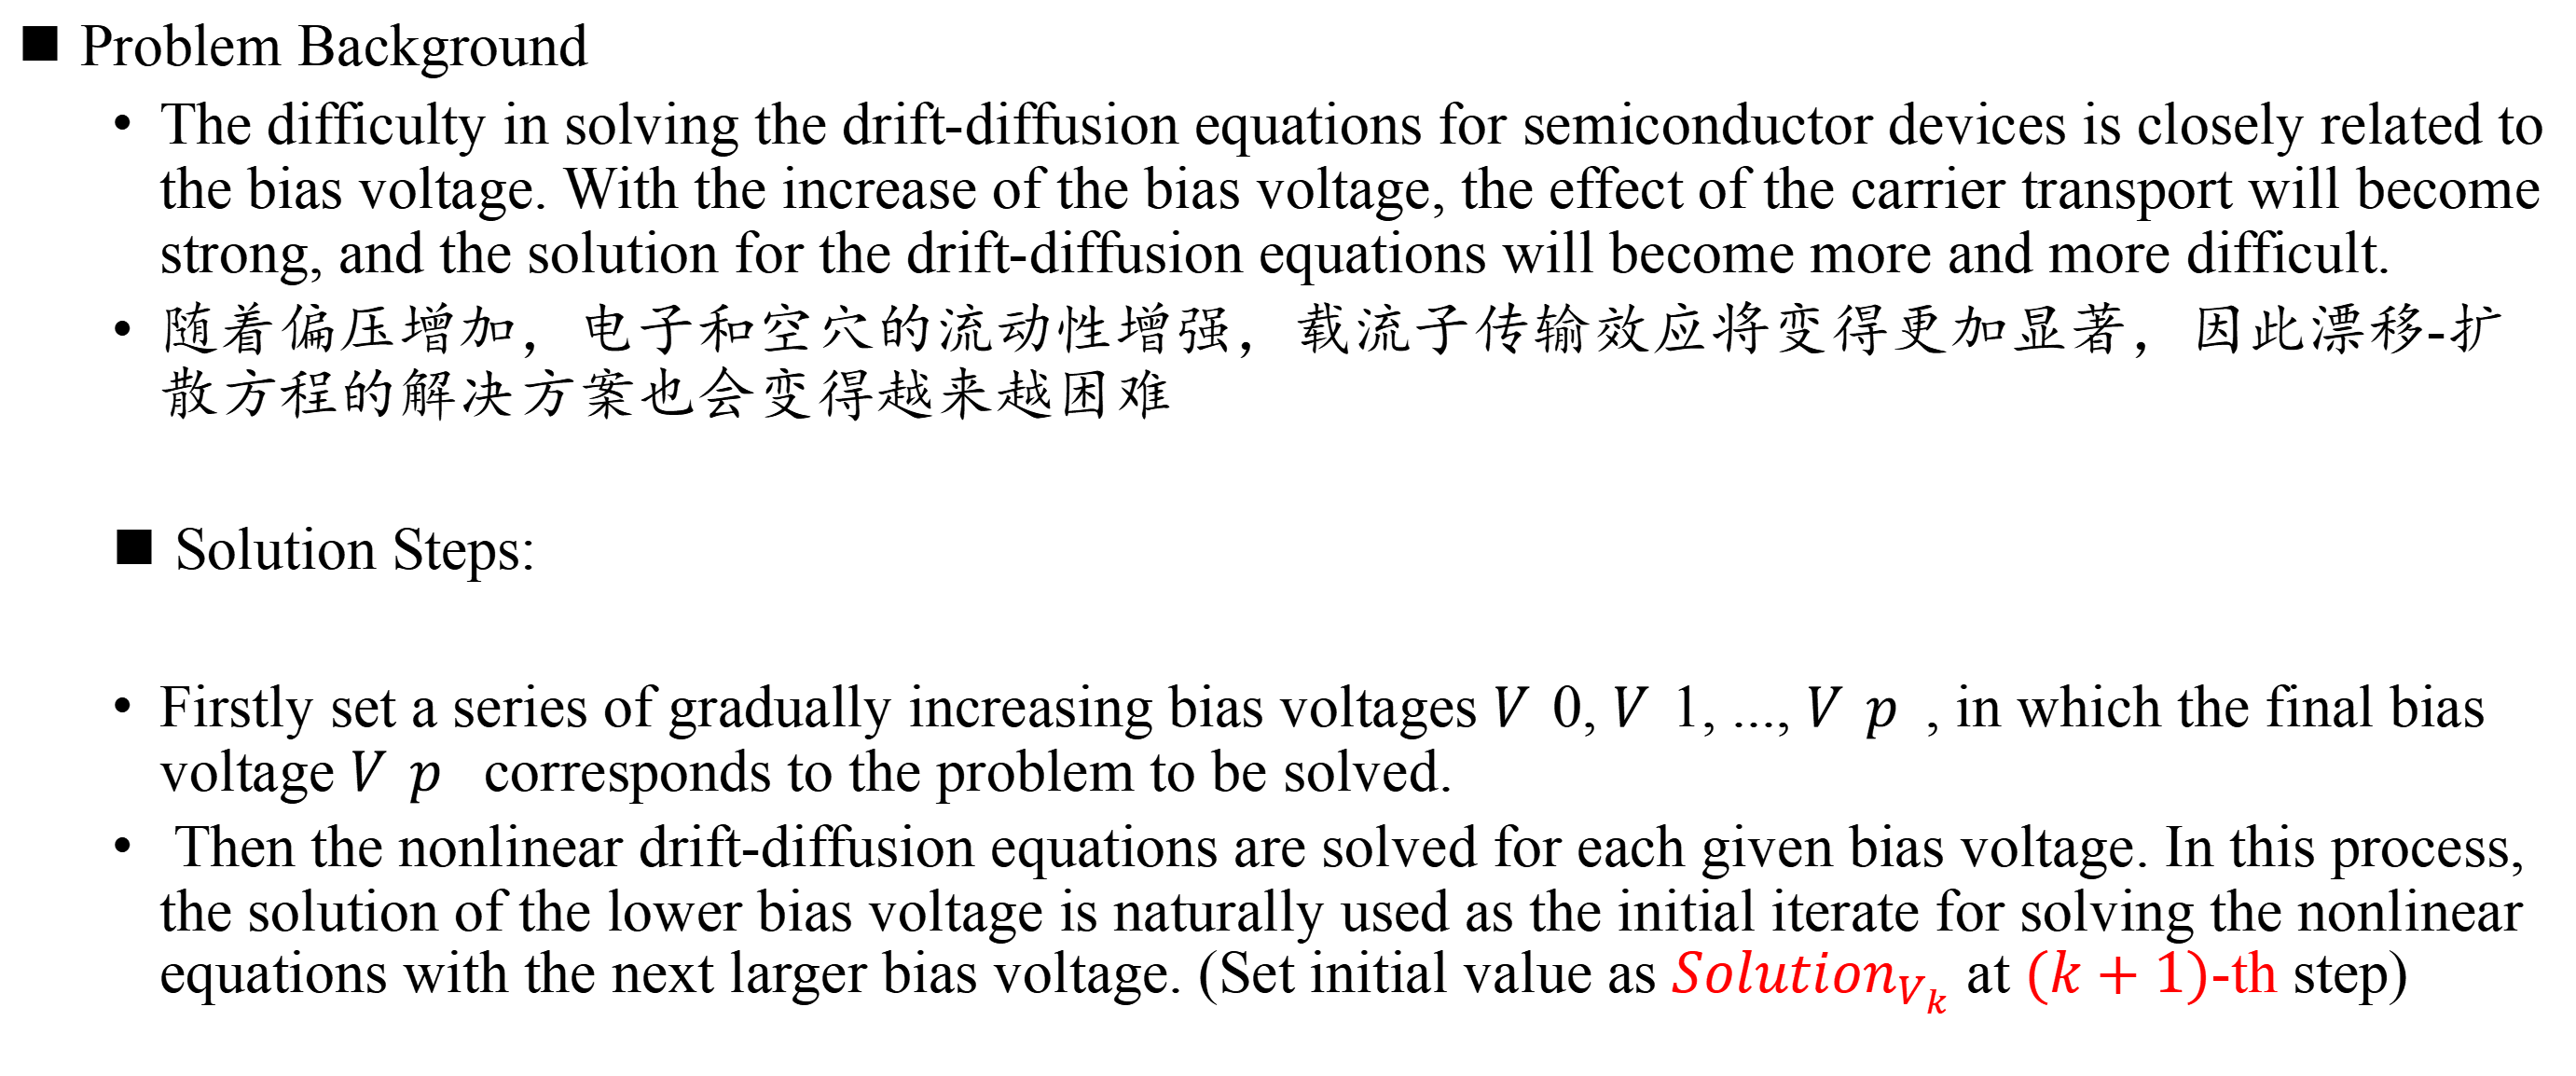 ■ Problem Background
• The difficulty in solving the drift-diffusion equations for semiconductor devices is closely related to
the bias voltage. With the increase of the bias voltage, the effect of the carrier transport will become
strong, and the solution for the drift-diffusion equations will become more and more difficult.
• 随着偏压增加，电子和空穴的流动性增强，载流子传输效应将变得更加显著，因此漂移-扩
散方程的解决方案也会变得越来越困难
■ Solution Steps:
• Firstly set a series of gradually increasing bias voltages V 0, V 1, ..., V p , in which the final bias
voltage V p corresponds to the problem to be solved.
• Then the nonlinear drift-diffusion equations are solved for each given bias voltage. In this process,
the solution of the lower bias voltage is naturally used as the initial iterate for solving the nonlinear
equations with the next larger bias voltage. (Set initial value as Solution_{V_k} at (k + 1)-th step)